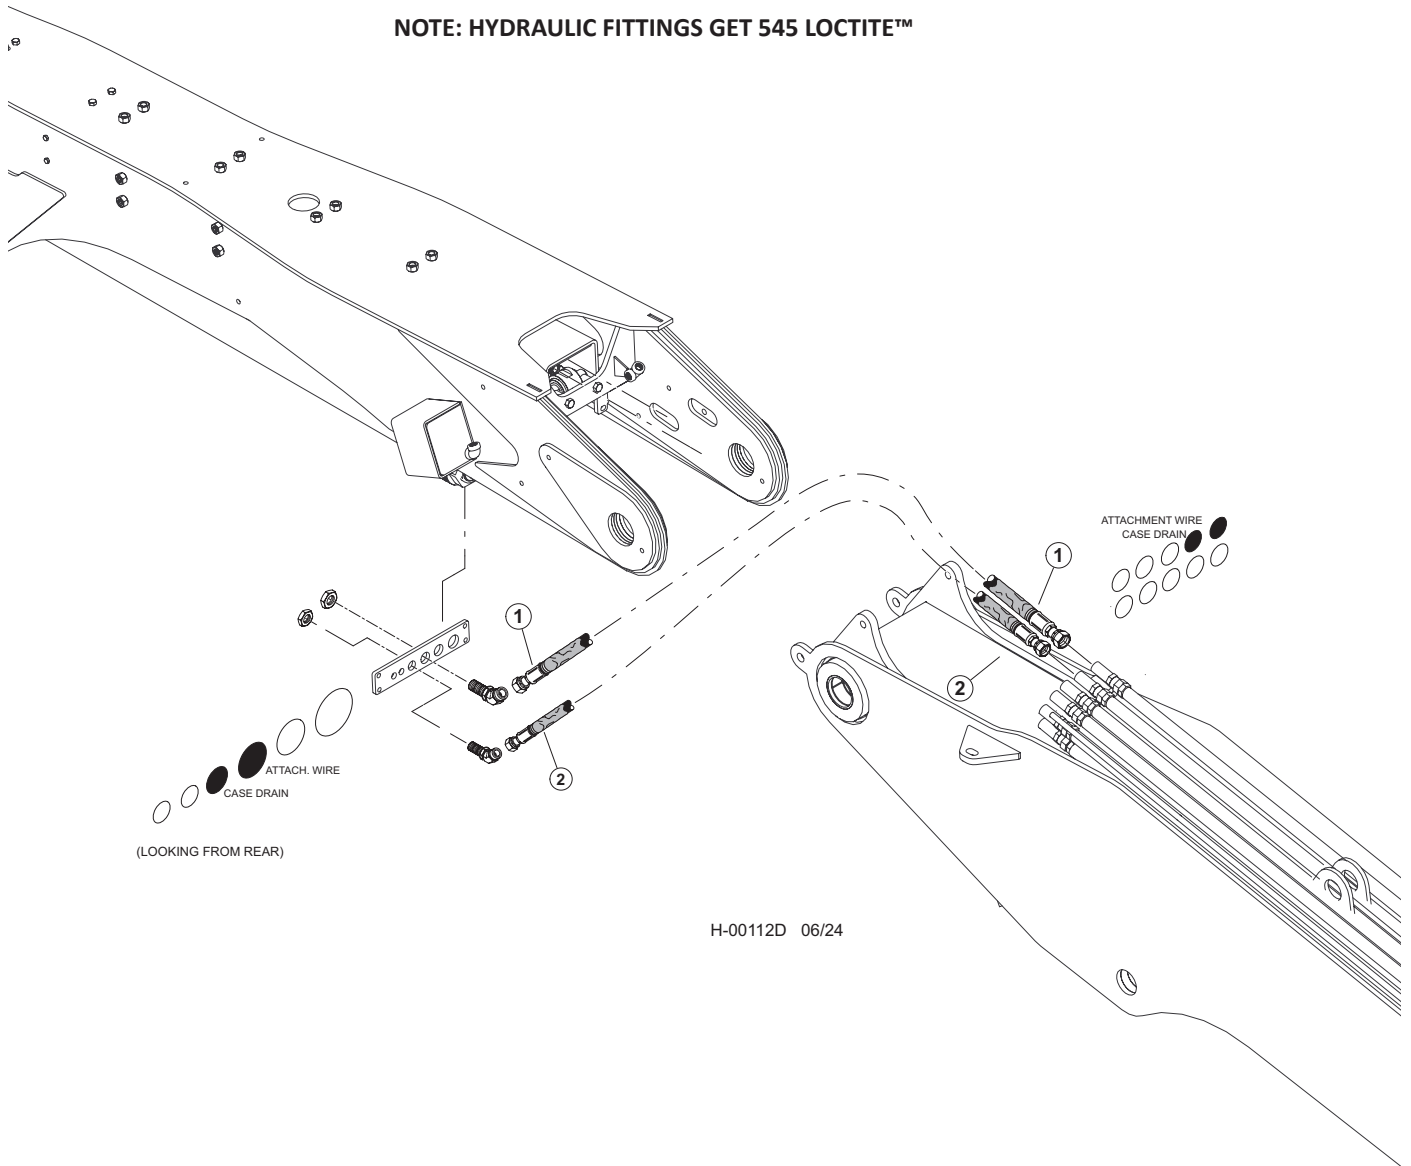 NOTE: HYDRAULIC FITTINGS GET 545 LOCTITE™
ATTACHMENT WIRE
CASE DRAIN
1
1
2
2
ATTACH. WIRE
CASE DRAIN
(LOOKING FROM REAR)
H-00112D 06/24